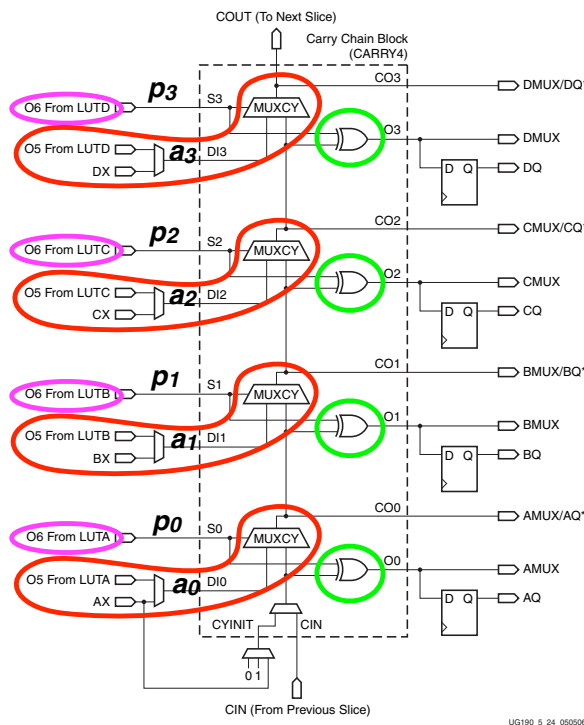 COUT (To Next Slice)
Carry Chain Block
(CARRY4)
p3
CO3
DMUX/DQ*
O6 From LUTD
S3
MUXCY
O5 From LUTD
a3
DI3
O3
DMUX
DX
D Q
DQ
p2
CO2
CMUX/CQ*
O6 From LUTC
S2
MUXCY
O5 From LUTC
a2
DI2
O2
CMUX
CX
D Q
CQ
p1
CO1
BMUX/BQ*
O6 From LUTB
S1
MUXCY
O5 From LUTB
a1
DI1
O1
BMUX
BX
D Q
BQ
p0
CO0
AMUX/AQ*
O6 From LUTA
S0
MUXCY
O5 From LUTA
a0
DI0
O0
AMUX
AX
D Q
AQ
CYINIT
CIN
0 1
CIN (From Previous Slice)
UG190_5_24_050506